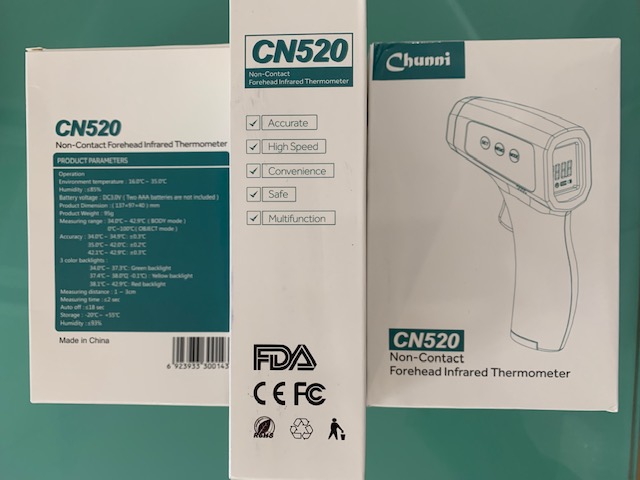 CN520
Non-Contact Forehead Infrared Thermometer
PRODUCT PARAMETERS
Operation
Environment temperature : 16.0℃~ 35.0℃
Humidity : ≤85%
Battery voltage : DC3.0V ( Two AAA batteries are not included )
Product Dimension : ( 137×97×40 ) mm
Product Weight : 95g
Measuring range : 34.0℃~ 42.9℃ ( BODY mode )
0℃~100℃( OBJECT mode )
Accuracy : 34.0℃~ 34.9℃: ±0.3℃
35.0℃~ 42.0℃: ±0.2℃
42.1℃~ 42.9℃: ±0.3℃
3 color backlights :
34.0℃~ 37.3℃: Green backlight
37.4℃~ 38.0℃( -0.1℃) : Yellow backlight
38.1℃~ 42.9℃: Red backlight
Measuring distance : 1 ~ 3cm
Measuring time : ≤2 sec
Auto off : ≤18 sec
Storage : -20℃~ +55℃
Humidity : ≤93%
Made in China
6 923933 300143
CN520
Non-Contact
Forehead Infrared Thermometer
Accurate
High Speed
Convenience
Safe
Multifunction
FDA
CE FC
RoHS
Chunni
CN520
Non-Contact
Forehead Infrared Thermometer